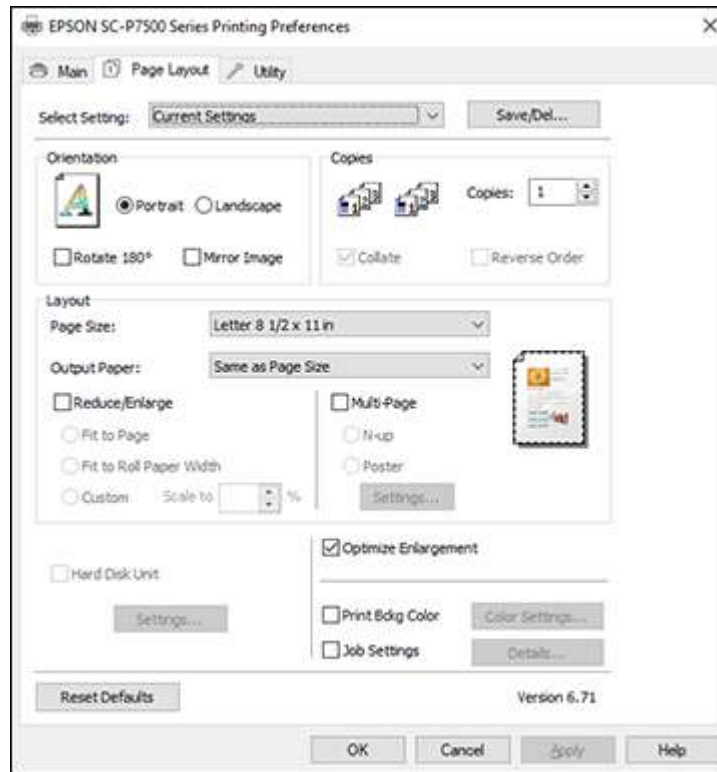 EPSON SC-P7500 Series Printing Preferences
Main Page Layout Utility
Select Setting: Current Settings Save/Del...
Orientation
Portrait Landscape
Rotate 180° Mirror Image
Copies
Copies: 1
Collate Reverse Order
Layout
Page Size: Letter 8 1/2 x 11 in
Output Paper: Same as Page Size
Reduce/Enlarge
Fit to Page
Fit to Roll Paper Width
Custom Scale to %
Multi-Page
N-up
Poster
Settings...
Hard Disk Unit
Settings...
Optimize Enlargement
Print Bckg Color Color Settings...
Job Settings Details...
Reset Defaults Version 6.71
OK Cancel Apply Help